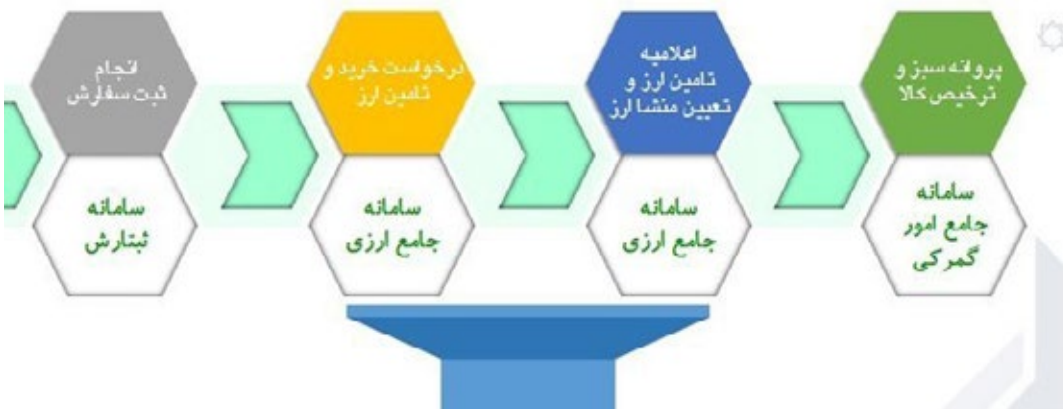 انجام
ثبت سفارش
سامانه
ثبتارش
درخواست خرید و
تامین ارز
سامانه
جامع ارزی
اعلامیه
تامین ارز و
تعیین منشا ارز
سامانه
جامع ارزی
پروانه سبز و
ترخیص کالا
سامانه
جامع امور
گمرکی